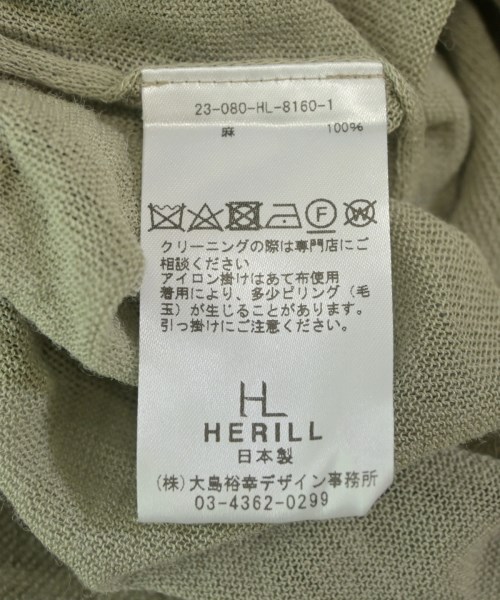 23-080-HL-8160-1
麻 100%
F W
クリーニングの際は専門店にご
相談ください
アイロン掛けはあて布使用
着用により、多少ピリング（毛
玉）が生じることがあります。
引っ掛けにご注意ください。
HL
HERILL
日本製
（株）大島裕幸デザイン事務所
03-4362-0299